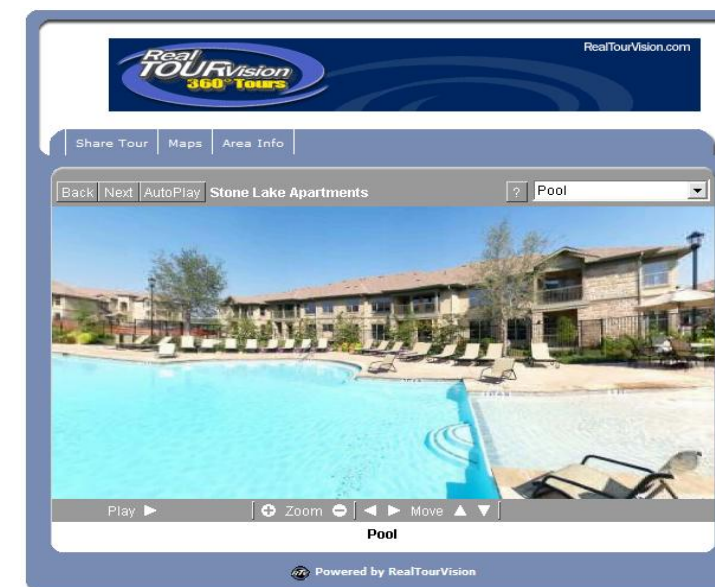 Real
TOURVision
360° Tours
RealTourVision.com
Share Tour Maps Area Info
Back Next AutoPlay Stone Lake Apartments ? Pool
Play Zoom Move
Pool
Powered by RealTourVision